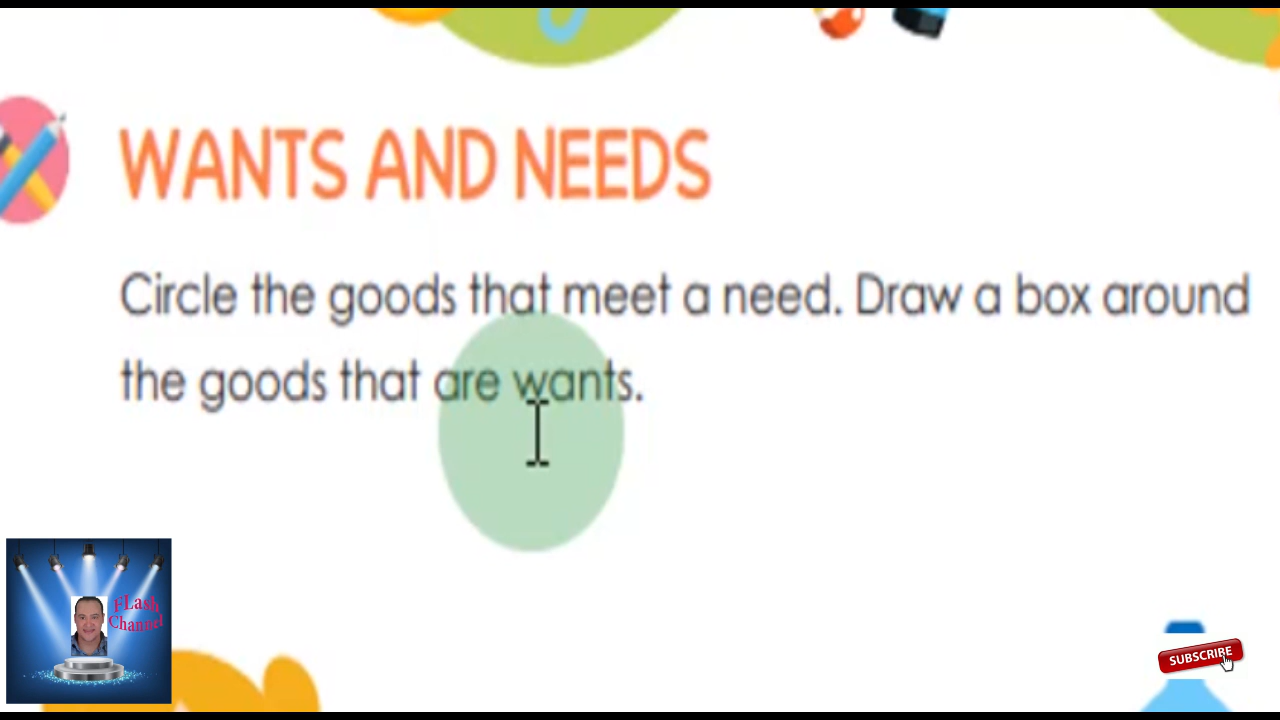 WANTS AND NEEDS
Circle the goods that meet a need. Draw a box around
the goods that are wants.
FLash
Channel
SUBSCRIBE